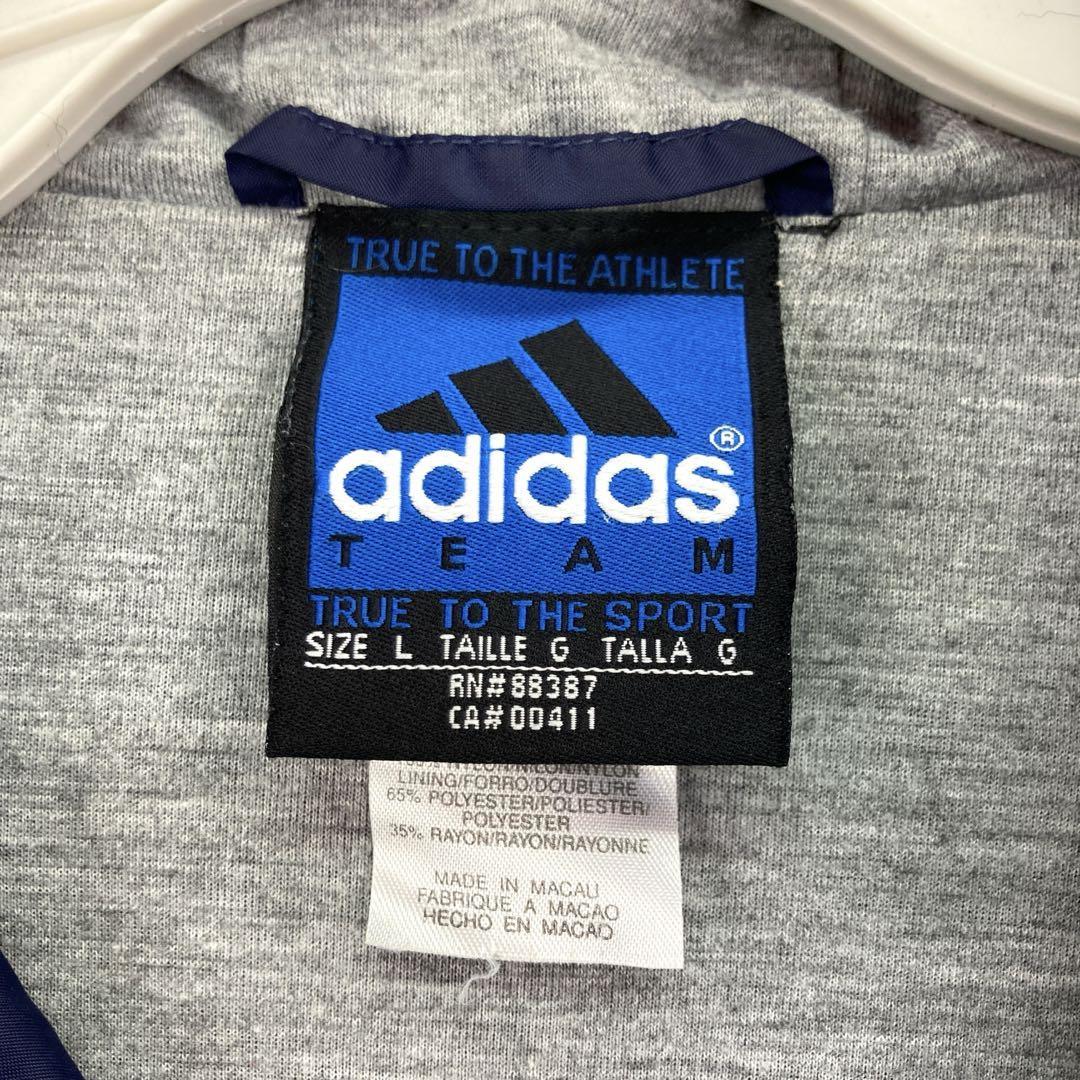 TRUE TO THE ATHLETE
adidas®
TEAM
TRUE TO THE SPORT
SIZE L TAILLE G TALLA G
RN#88387
CA#00411
NYLON
LINING/FORRO/DOUBLURE
65% POLYESTER/POLIESTER/
POLYESTER
35% RAYON/RAYON/RAYONNE
MADE IN MACAU
FABRIQUE A MACAO
HECHO EN MACAO